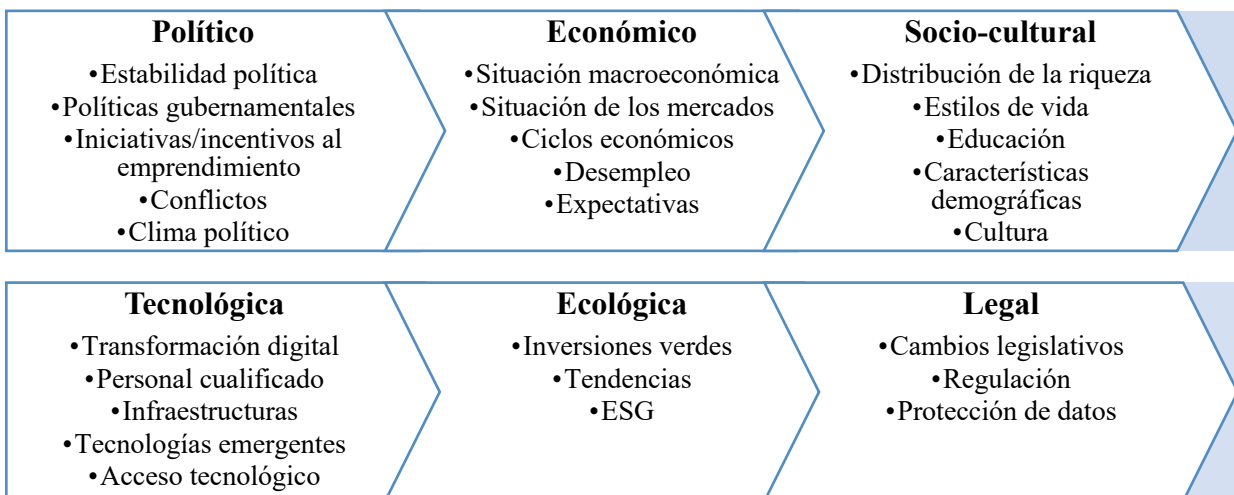 Político
•Estabilidad política
•Políticas gubernamentales
•Iniciativas/incentivos al
emprendimiento
•Conflictos
•Clima político
Económico
•Situación macroeconómica
•Situación de los mercados
•Ciclos económicos
•Desempleo
•Expectativas
Socio-cultural
•Distribución de la riqueza
•Estilos de vida
•Educación
•Características
demográficas
•Cultura
Tecnológica
•Transformación digital
•Personal cualificado
•Infraestructuras
•Tecnologías emergentes
•Acceso tecnológico
Ecológica
•Inversiones verdes
•Tendencias
•ESG
Legal
•Cambios legislativos
•Regulación
•Protección de datos